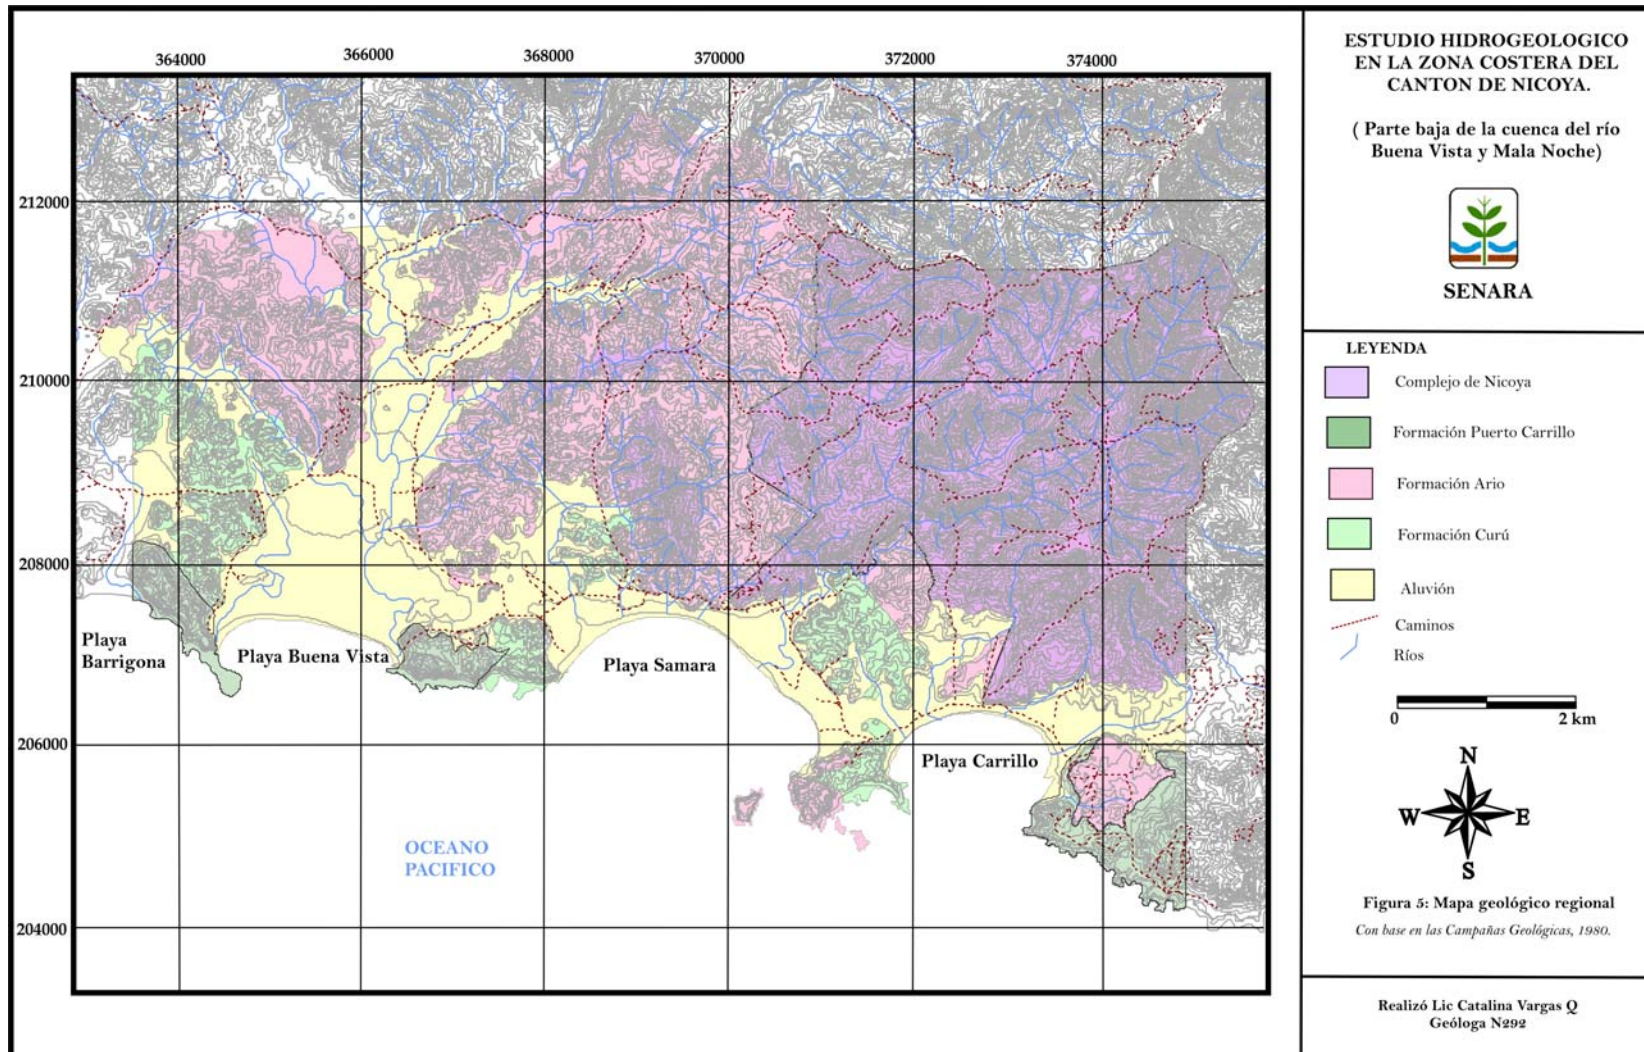 364000
366000
368000
370000
372000
374000
212000
210000
208000
206000
204000
Playa
Barrigona
Playa Buena Vista
Playa Samara
Playa Carrillo
OCEANO
PACIFICO
ESTUDIO HIDROGEOLOGICO
EN LA ZONA COSTERA DEL
CANTON DE NICOYA.
( Parte baja de la cuenca del río
Buena Vista y Mala Noche)
SENARA
LEYENDA
Complejo de Nicoya
Formación Puerto Carrillo
Formación Ario
Formación Curú
Aluvión
Caminos
Ríos
0 2 km
N
W E
S
Figura 5: Mapa geológico regional
Con base en las Campañas Geológicas, 1980.
Realizó Lic Catalina Vargas Q
Geóloga N292